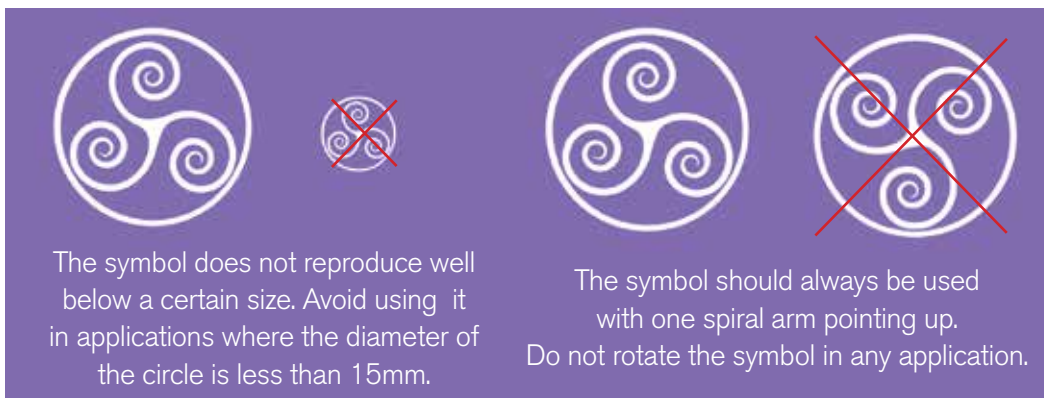 The symbol does not reproduce well
below a certain size. Avoid using  it
in applications where the diameter of
the circle is less than 15mm.
The symbol should always be used
with one spiral arm pointing up.
Do not rotate the symbol in any application.